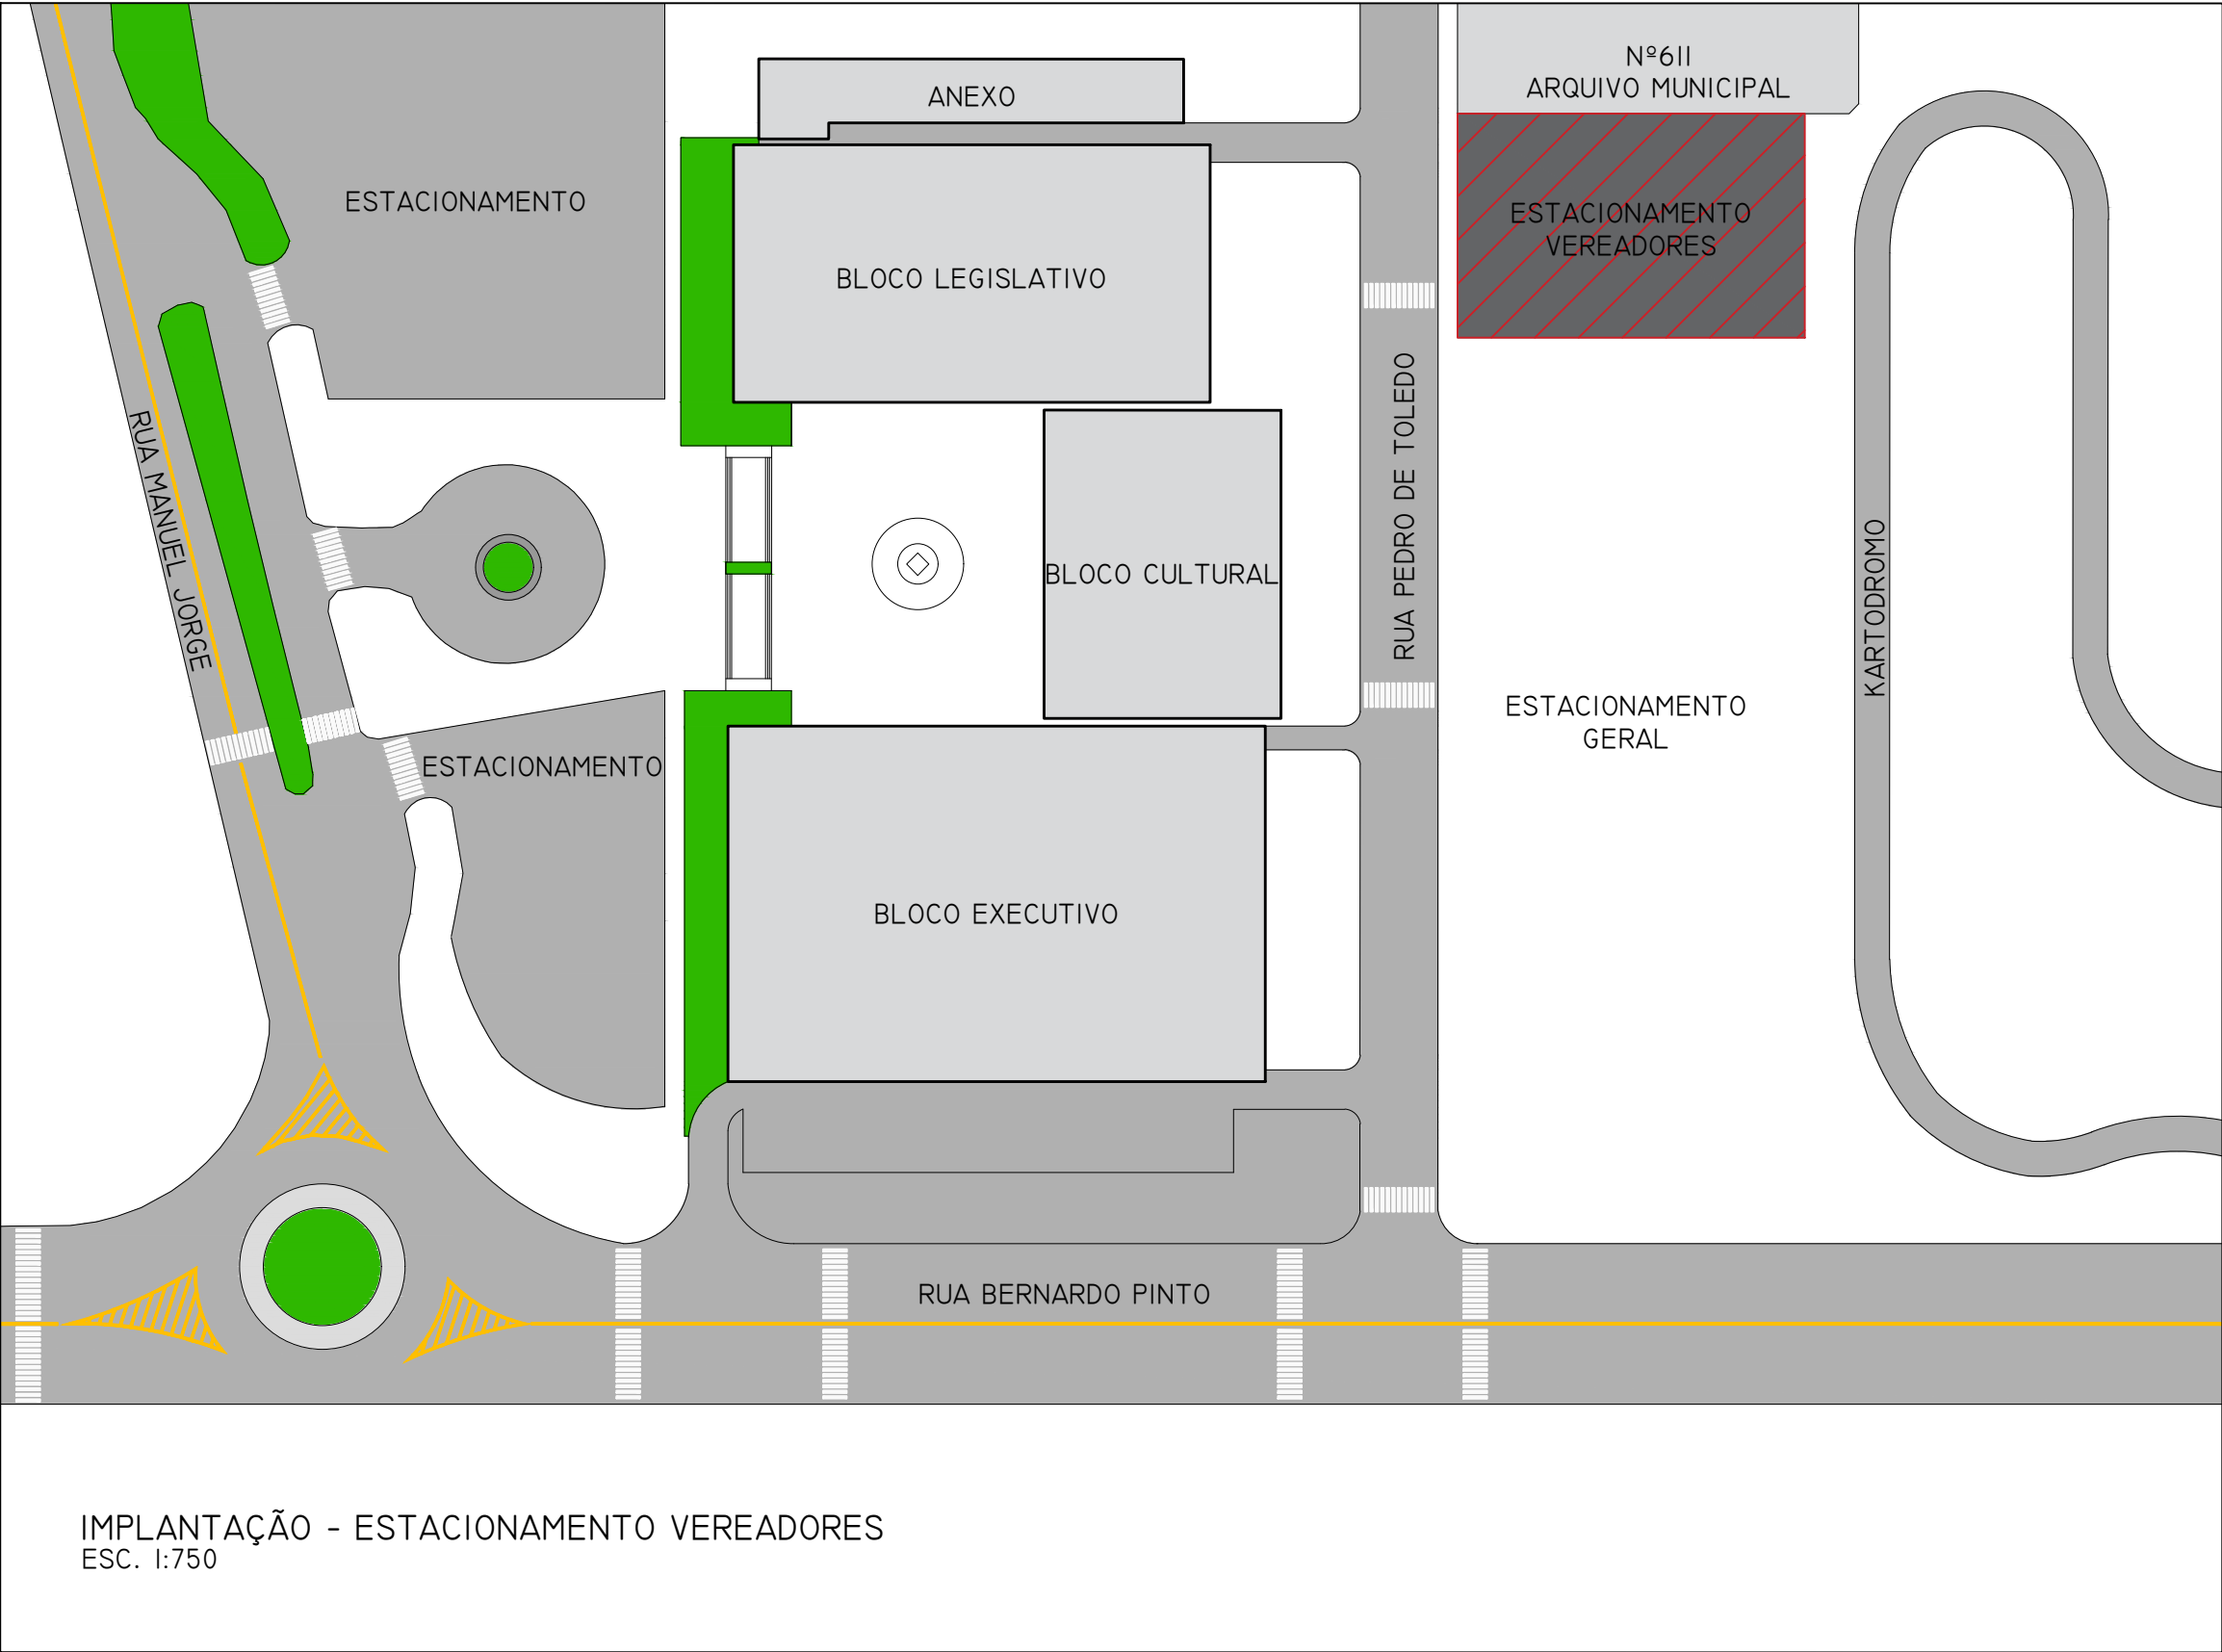 Nº611
ARQUIVO MUNICIPAL
ANEXO
ESTACIONAMENTO
ESTACIONAMENTO
VEREADORES
BLOCO LEGISLATIVO
RUA MANUEL JORGE
RUA PEDRO DE TOLEDO
BLOCO CULTURAL
KARTODROMO
ESTACIONAMENTO
GERAL
ESTACIONAMENTO
BLOCO EXECUTIVO
RUA BERNARDO PINTO
IMPLANTAÇÃO - ESTACIONAMENTO VEREADORES
ESC. 1:750